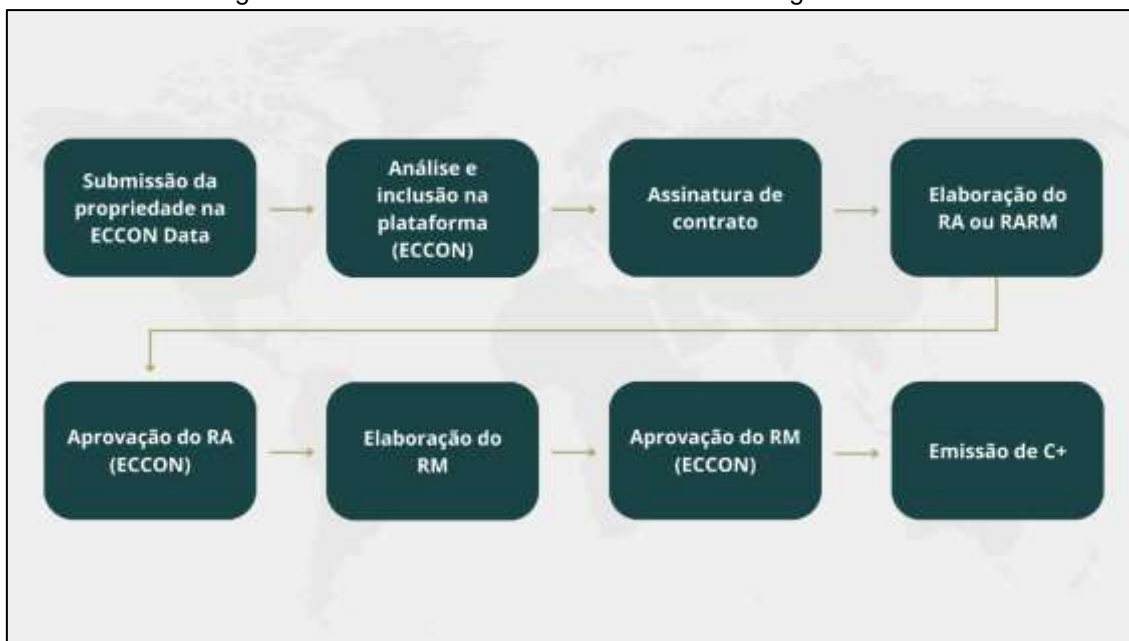 Submissão da
propriedade na
ECCON Data
Análise e
inclusão na
plataforma
(ECCON)
Assinatura de
contrato
Elaboração do
RA ou RARM
Aprovação do RA
(ECCON)
Elaboração do
RM
Aprovação do RM
(ECCON)
Emissão de C+